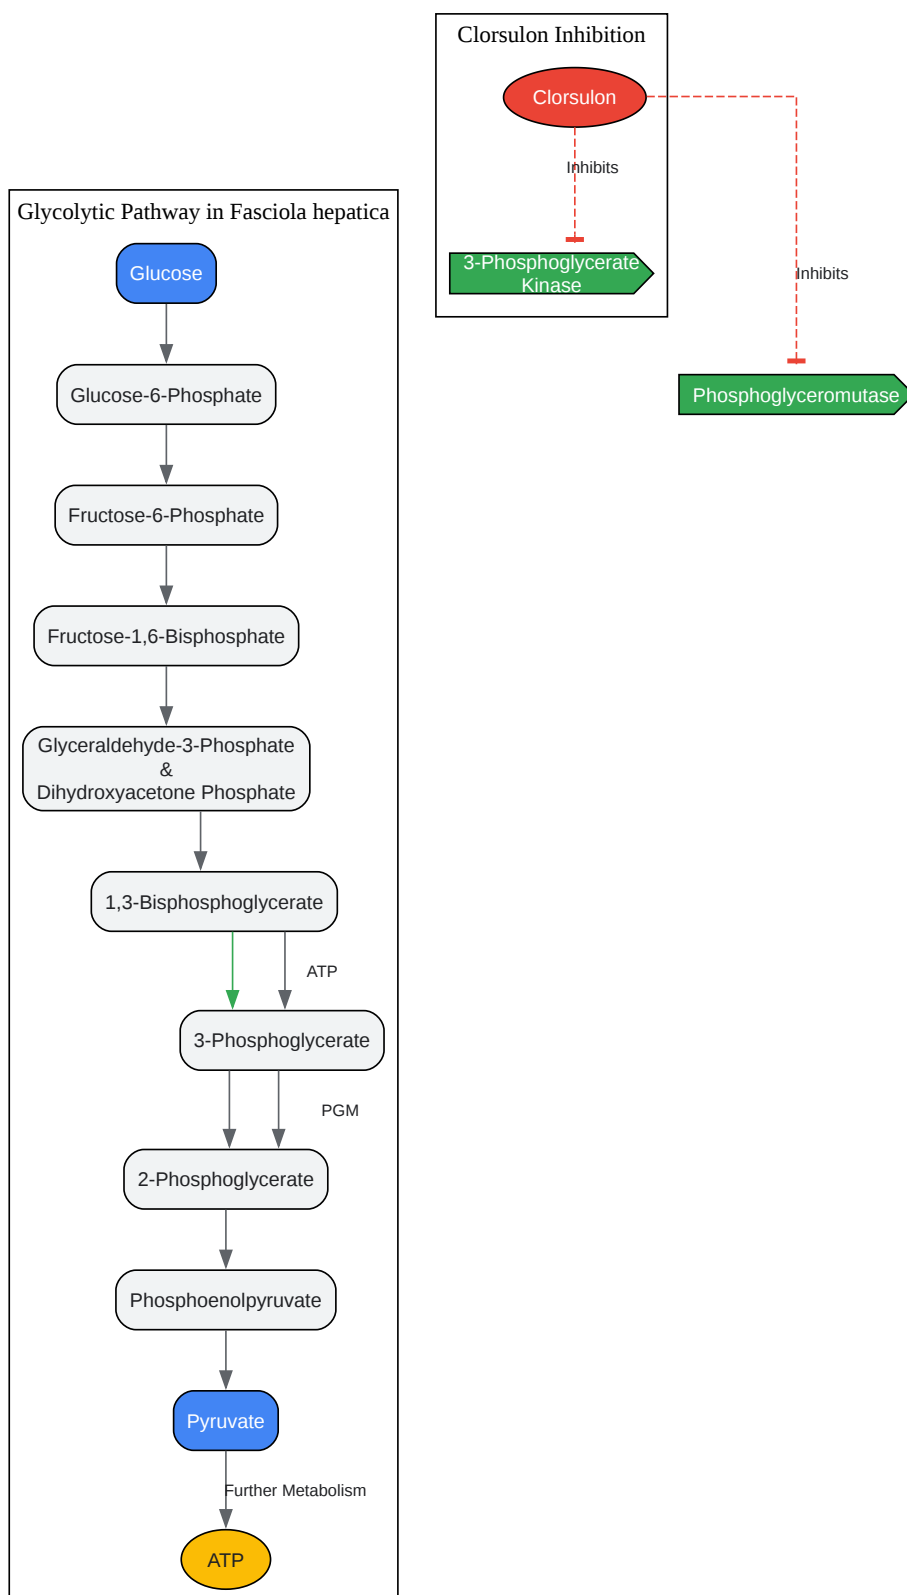 Clorsulon Inhibition
Clorsulon
Inhibits
3-Phosphoglycerate
Kinase
Inhibits
Phosphoglyceromutase
Glycolytic Pathway in Fasciola hepatica
Glucose
Glucose-6-Phosphate
Fructose-6-Phosphate
Fructose-1,6-Bisphosphate
Glyceraldehyde-3-Phosphate
&
Dihydroxyacetone Phosphate
1,3-Bisphosphoglycerate
ATP
3-Phosphoglycerate
PGM
2-Phosphoglycerate
Phosphoenolpyruvate
Pyruvate
Further Metabolism
ATP